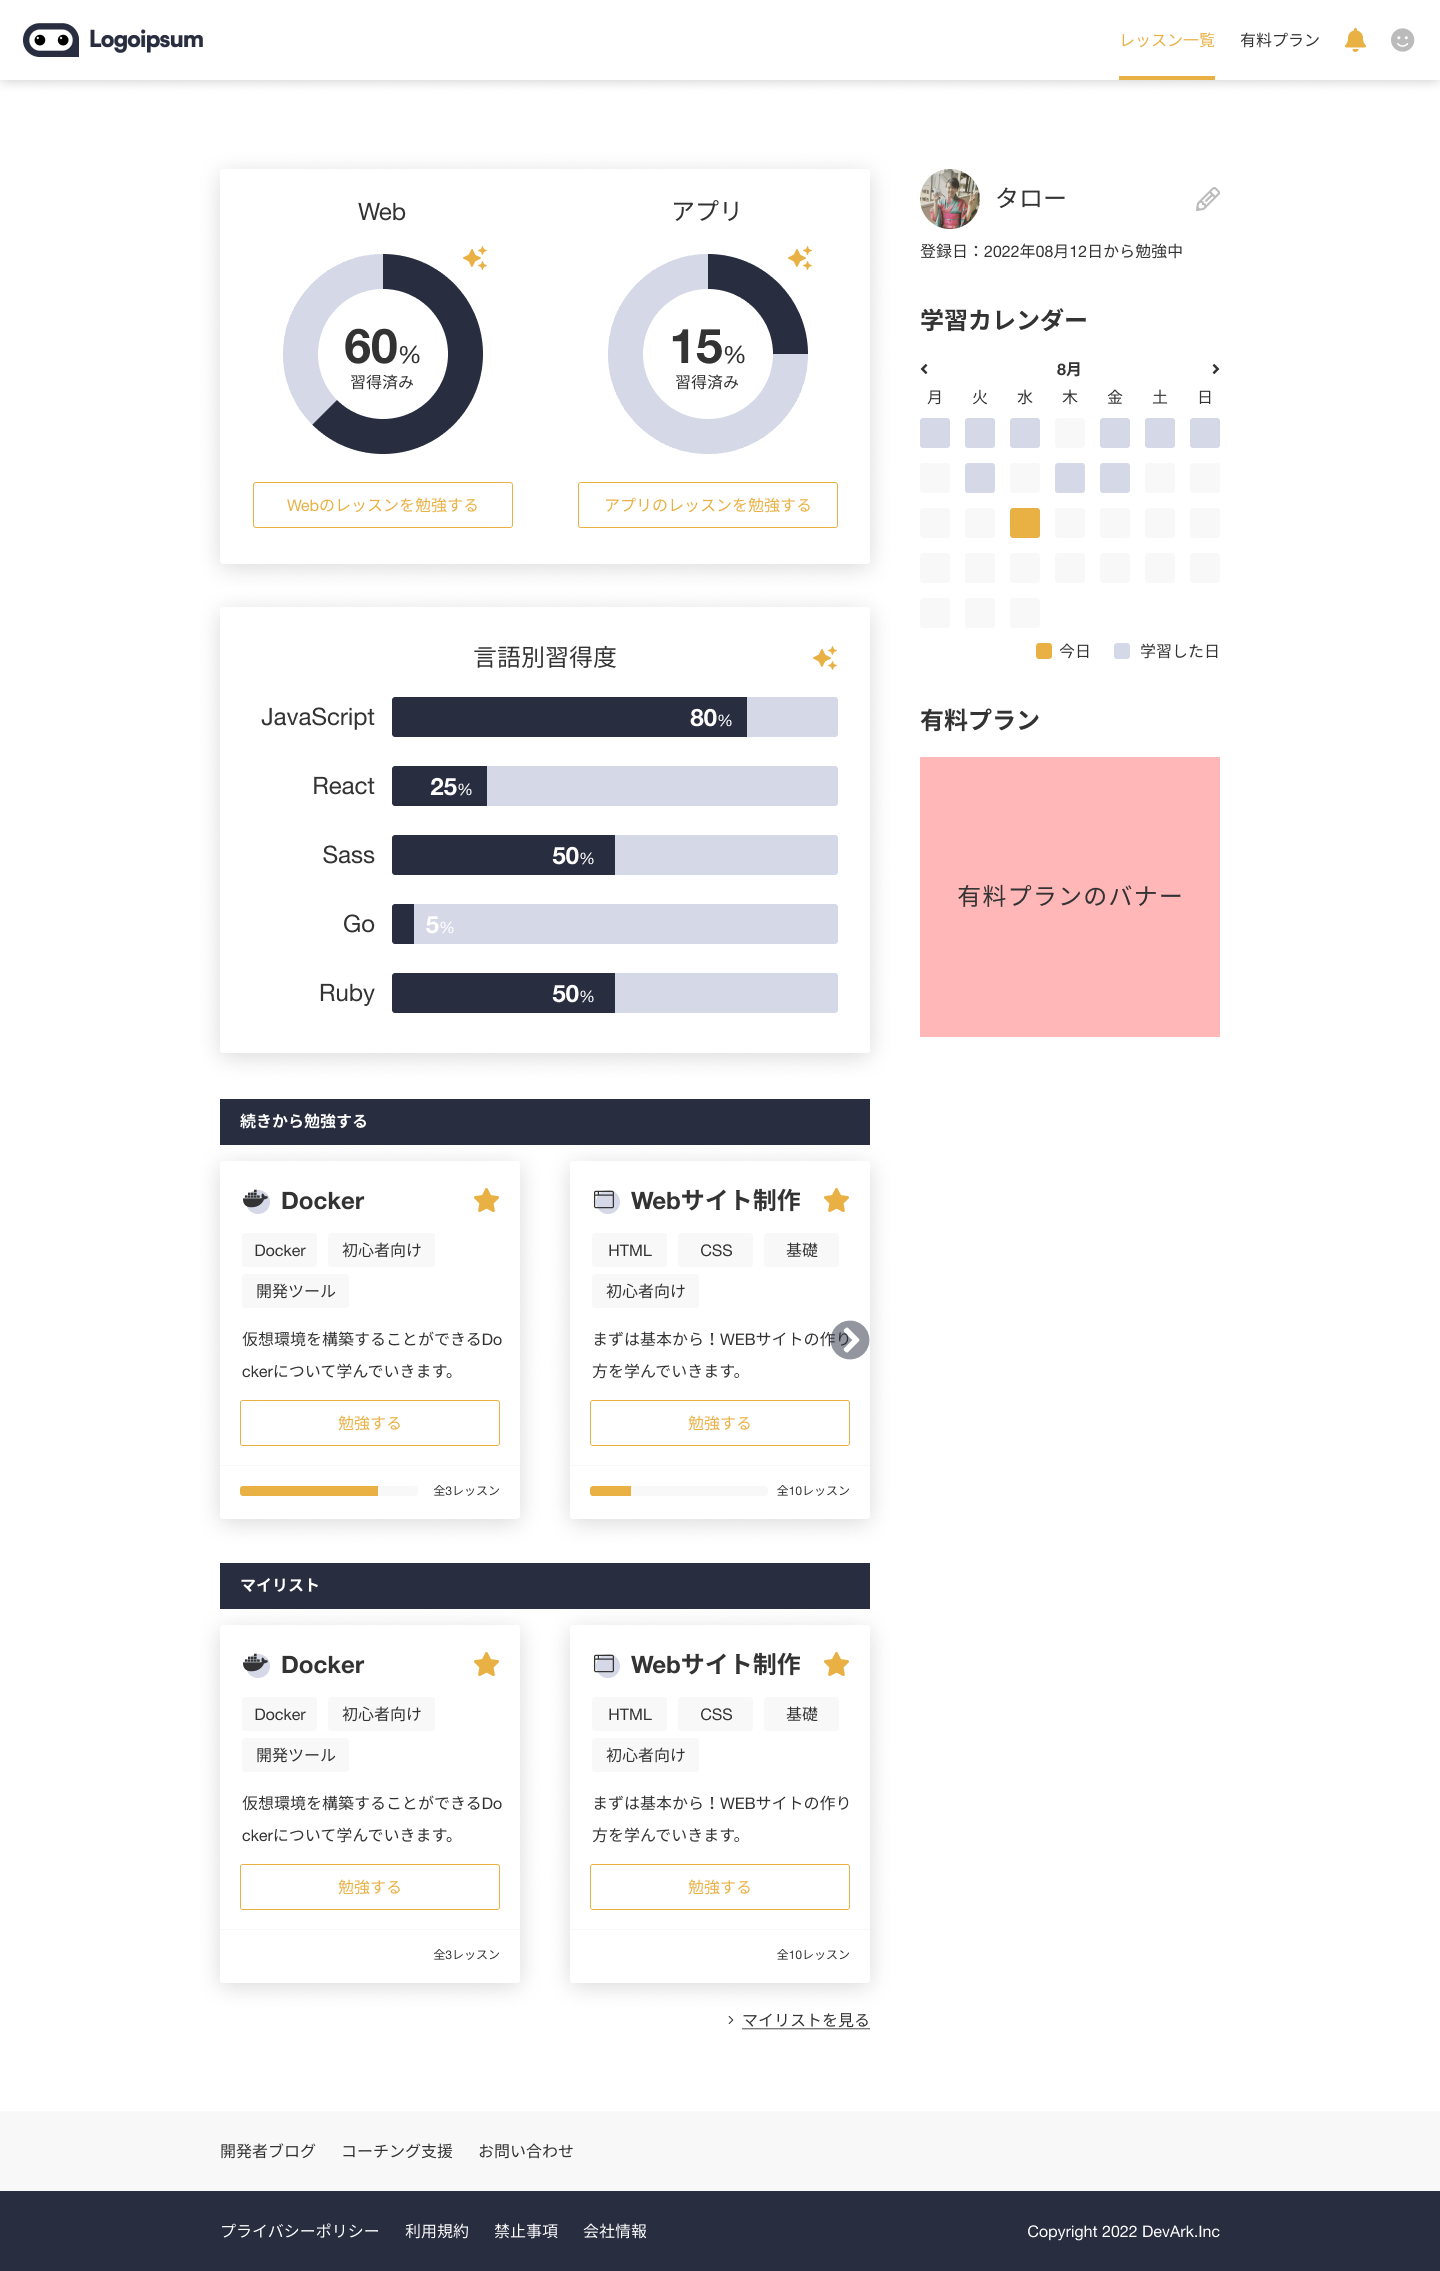 Logoipsum
レッスン一覧 有料プラン
Web
60%
習得済み
Webのレッスンを勉強する
アプリ
15%
習得済み
アプリのレッスンを勉強する
言語別習得度
JavaScript 80%
React 25%
Sass 50%
Go 5%
Ruby 50%
続きから勉強する
Docker
Docker 初心者向け
開発ツール
仮想環境を構築することができるDo
ckerについて学んでいきます。
勉強する
全3レッスン
Webサイト制作
HTML CSS 基礎
初心者向け
まずは基本から！WEBサイトの作り
方を学んでいきます。
勉強する
全10レッスン
マイリスト
Docker
Docker 初心者向け
開発ツール
仮想環境を構築することができるDo
ckerについて学んでいきます。
勉強する
全3レッスン
Webサイト制作
HTML CSS 基礎
初心者向け
まずは基本から！WEBサイトの作り
方を学んでいきます。
勉強する
全10レッスン
マイリストを見る
タロー
登録日：2022年08月12日から勉強中
学習カレンダー
8月
月 火 水 木 金 土 日
今日 学習した日
有料プラン
有料プランのバナー
開発者ブログ コーチング支援 お問い合わせ
プライバシーポリシー 利用規約 禁止事項 会社情報 Copyright 2022 DevArk.Inc